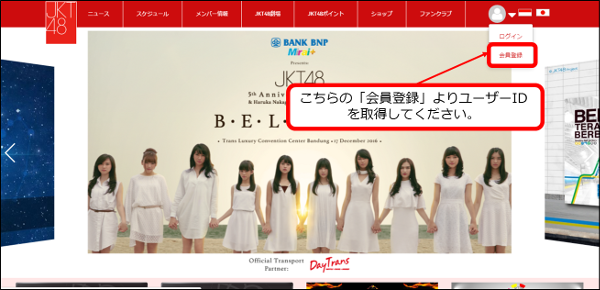 JKT
48
ニュース
スケジュール
メンバー情報
JKT48劇場
JKT48ポイント
ショップ
ファンクラブ
ログイン
会員登録
BANK BNP
Presents
JKT48
5th Anniver
& Haruka Nakag
こちらの「会員登録」よりユーザーID
を取得してください。
B・E・L
• Trans Luxury Convention Center Bandung • 17 December 2016 •
Official Transport
Partner:
DayTrans
TERA
BERE